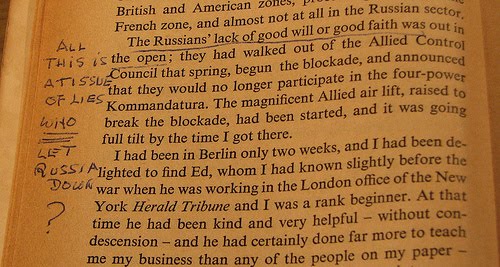 British and American zones,
French zone, and almost not at all in the Russian sector.
The Russians' lack of good will or good faith was out in
the open; they had walked out of the Allied Control
Council that spring, begun the blockade, and announced
that they would no longer participate in the four-power
Kommandatura. The magnificent Allied air lift, raised to
break the blockade, had been started, and it was going
full tilt by the time I got there.
I had been in Berlin only two weeks, and I had been de-
lighted to find Ed, whom I had known slightly before the
war when he was working in the London office of the New
York Herald Tribune and I was a rank beginner. At that
time he had been kind and very helpful – without con-
descension – and he had certainly done far more to teach
me my business than any of the people on my paper –
ALL
THIS IS
A TISSUE
OF LIES
WHO
LET
RUSSIA
DOWN
?